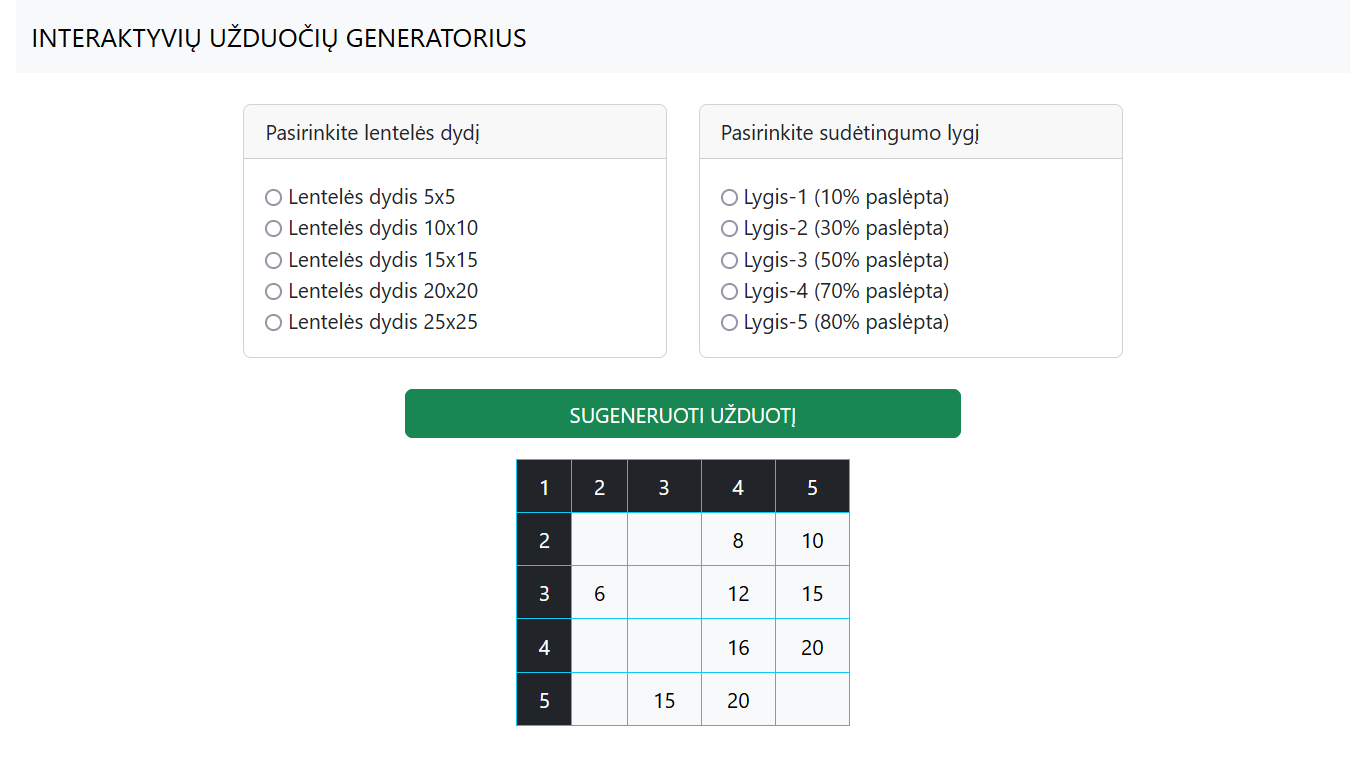 INTERAKTYVIŲ UŽDUOČIŲ GENERATORIUS
Pasirinkite lentelės dydį
Lentelės dydis 5x5
Lentelės dydis 10x10
Lentelės dydis 15x15
Lentelės dydis 20x20
Lentelės dydis 25x25
Pasirinkite sudėtingumo lygį
Lygis-1 (10% paslėpta)
Lygis-2 (30% paslėpta)
Lygis-3 (50% paslėpta)
Lygis-4 (70% paslėpta)
Lygis-5 (80% paslėpta)
SUGENERUOTI UŽDUOTĮ
1 2 3 4 5
2 8 10
3 6 12 15
4 16 20
5 15 20